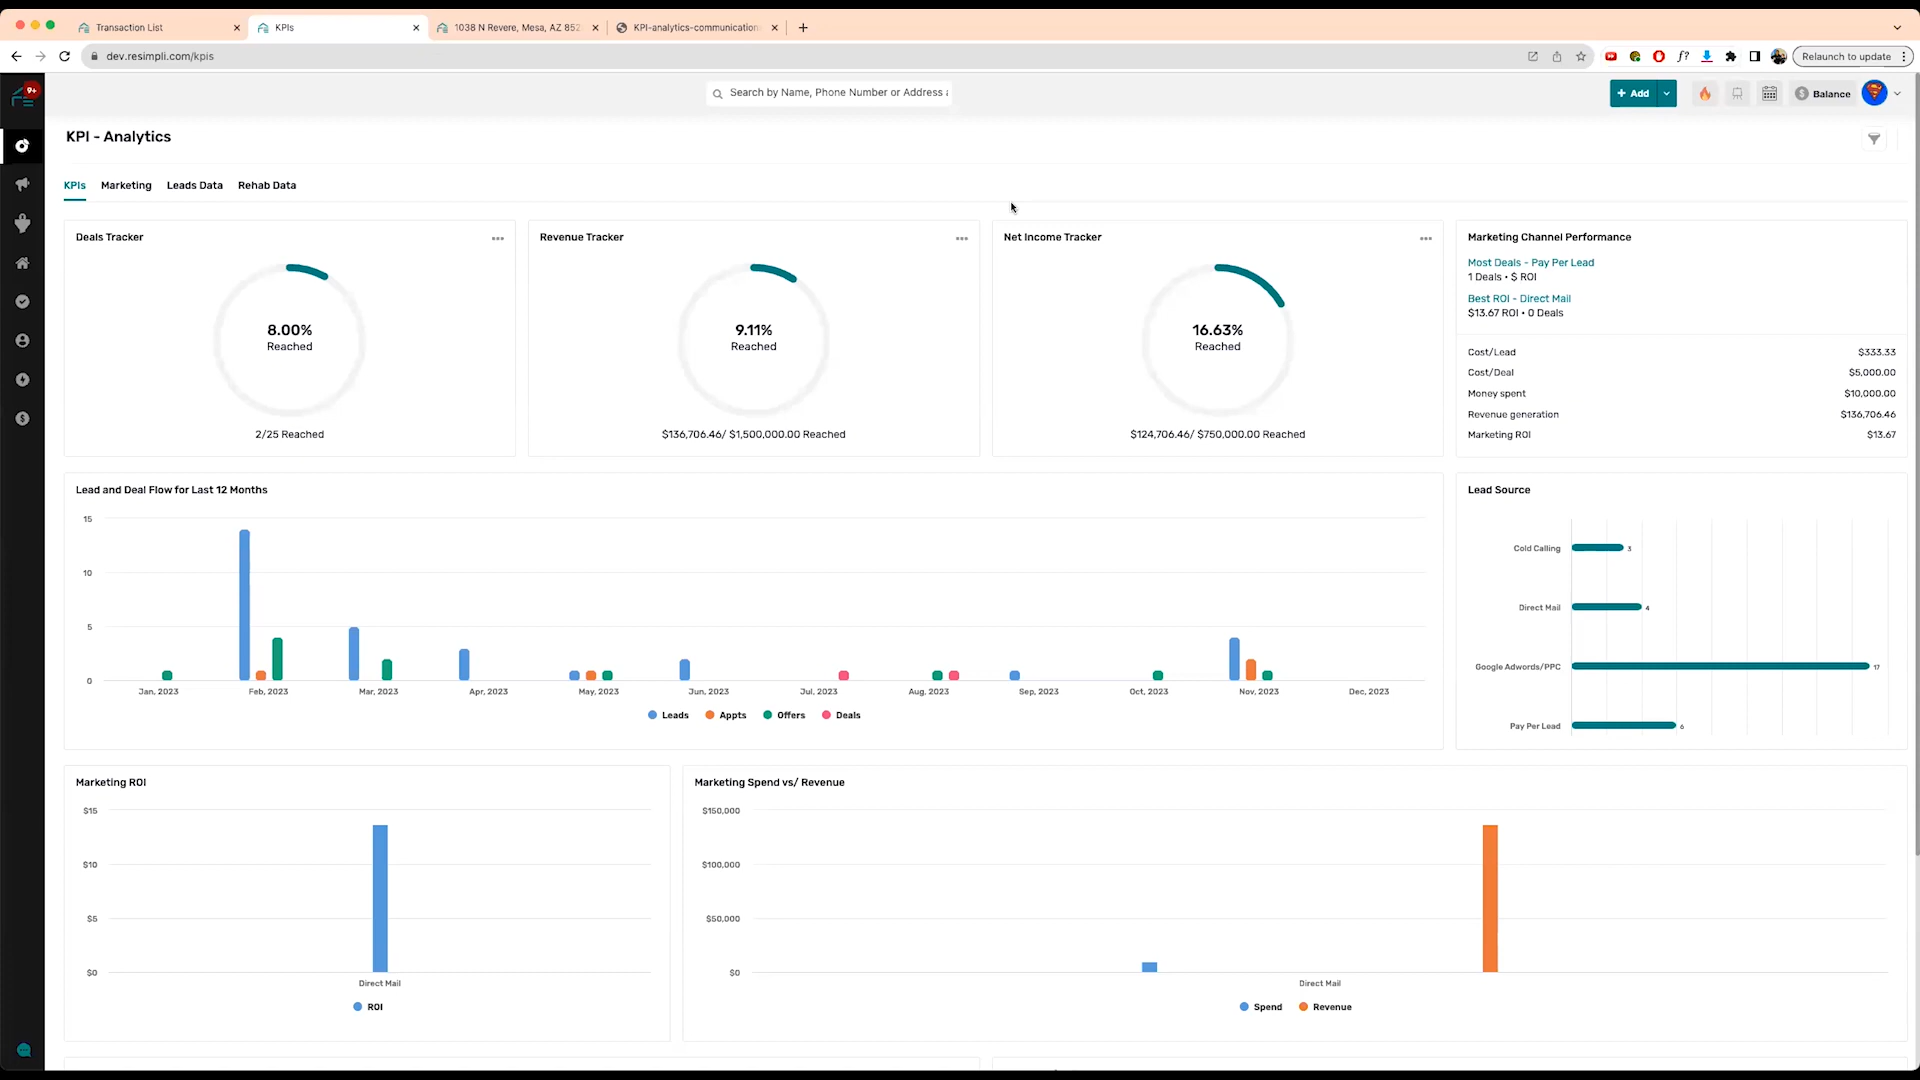 Transaction List
KPIs
1038 N Revere, Mesa, AZ 852
KPI-analytics-communication
dev.resimpli.com/kpis
f?
Relaunch to update
9+
Search by Name, Phone Number or Address a
+ Add
$ Balance
KPI - Analytics
KPIs
Marketing
Leads Data
Rehab Data
Deals Tracker
8.00%
Reached
2/25 Reached
Revenue Tracker
9.11%
Reached
$136,706.46/ $1,500,000.00 Reached
Net Income Tracker
16.63%
Reached
$124,706.46/ $750,000.00 Reached
Marketing Channel Performance
Most Deals - Pay Per Lead
1 Deals • $ ROI
Best ROI - Direct Mail
$13.67 ROI • 0 Deals
Cost/Lead $333.33
Cost/Deal $5,000.00
Money spent $10,000.00
Revenue generation $136,706.46
Marketing ROI $13.67
Lead and Deal Flow for Last 12 Months
15
10
5
0
Jan, 2023
Feb, 2023
Mar, 2023
Apr, 2023
May, 2023
Jun, 2023
Jul, 2023
Aug, 2023
Sep, 2023
Oct, 2023
Nov, 2023
Dec, 2023
Leads
Appts
Offers
Deals
Lead Source
Cold Calling 3
Direct Mail 4
Google Adwords/PPC 17
Pay Per Lead 6
Marketing ROI
$15
$10
$5
$0
Direct Mail
ROI
Marketing Spend vs/ Revenue
$150,000
$100,000
$50,000
$0
Direct Mail
Spend
Revenue